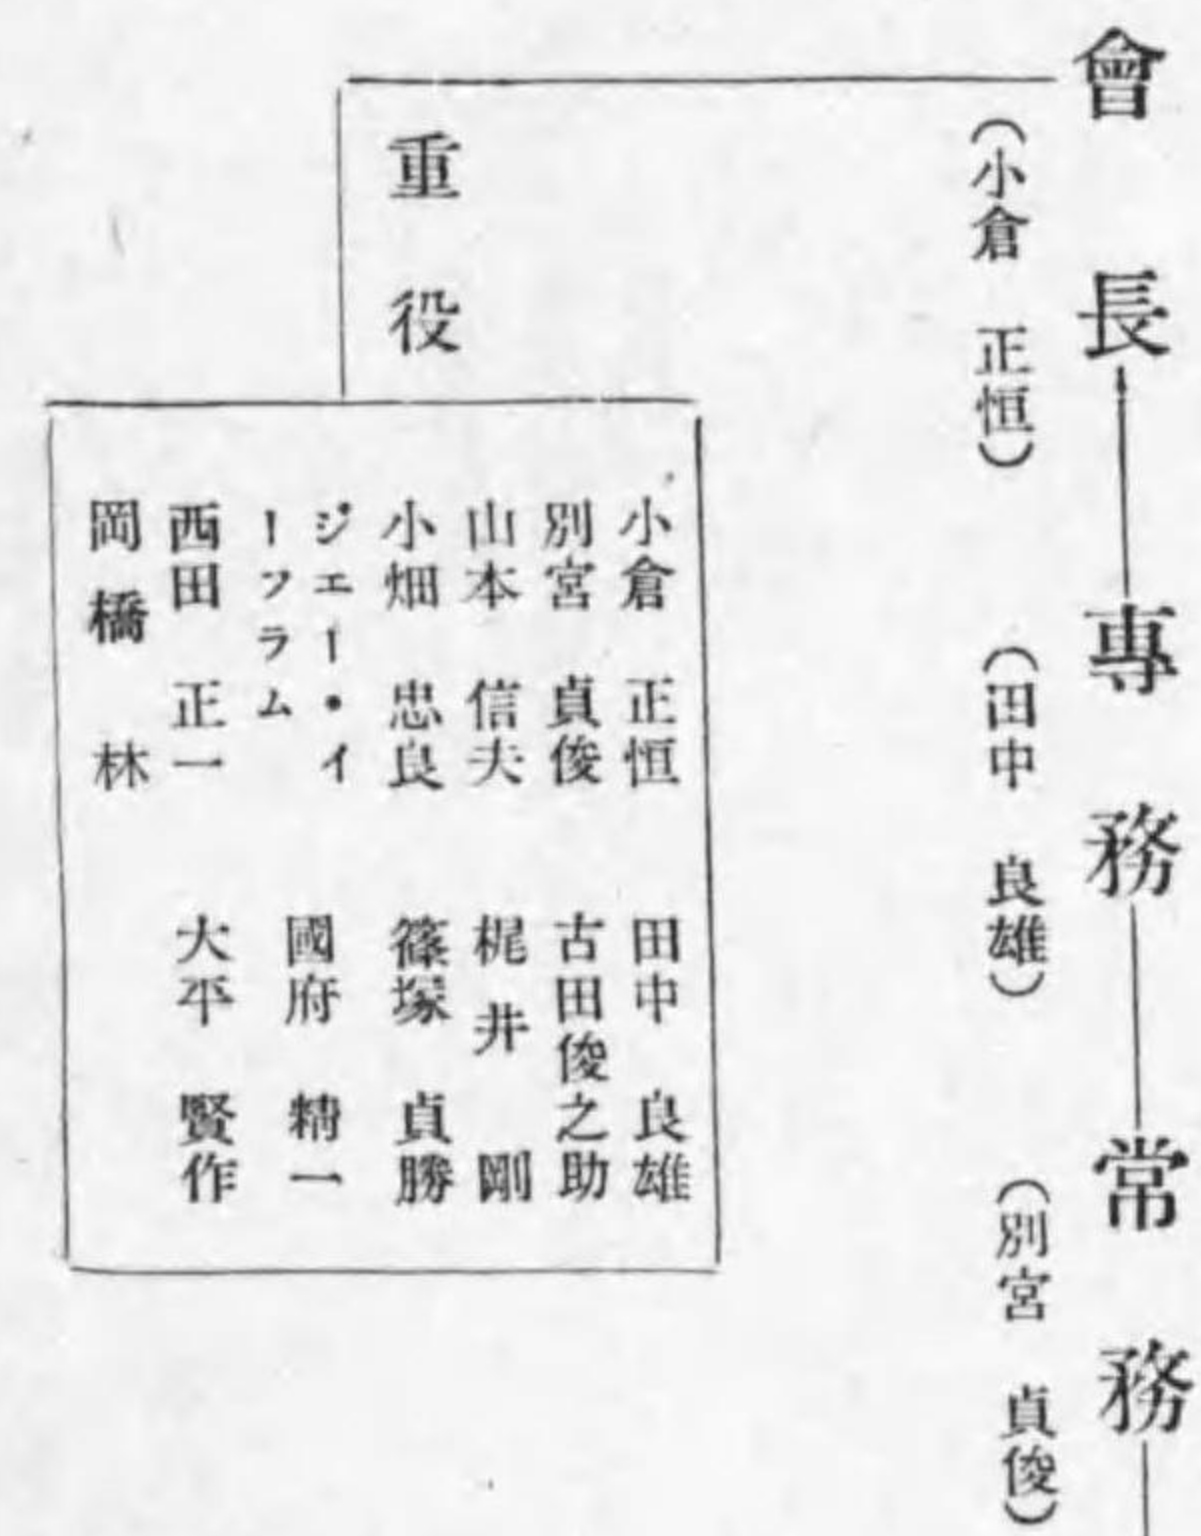 會長
(小倉 正恒)
專務
(田中 良雄)
常務
(別宮 貞俊)
重役
小倉 正恒
田中 良雄
別宮 貞俊
古田俊之助
山本 信夫
梶井 剛
小畑 忠良
篠塚 貞勝
ジェー・イ
ーフラム
國府 精一
西田 正一
大平 賢作
岡橋 林